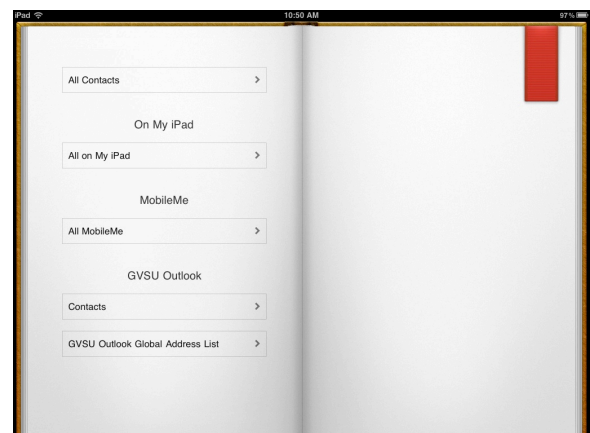 iPad 10:50 AM 97%
All Contacts
On My iPad
All on My iPad
MobileMe
All MobileMe
GVSU Outlook
Contacts
GVSU Outlook Global Address List